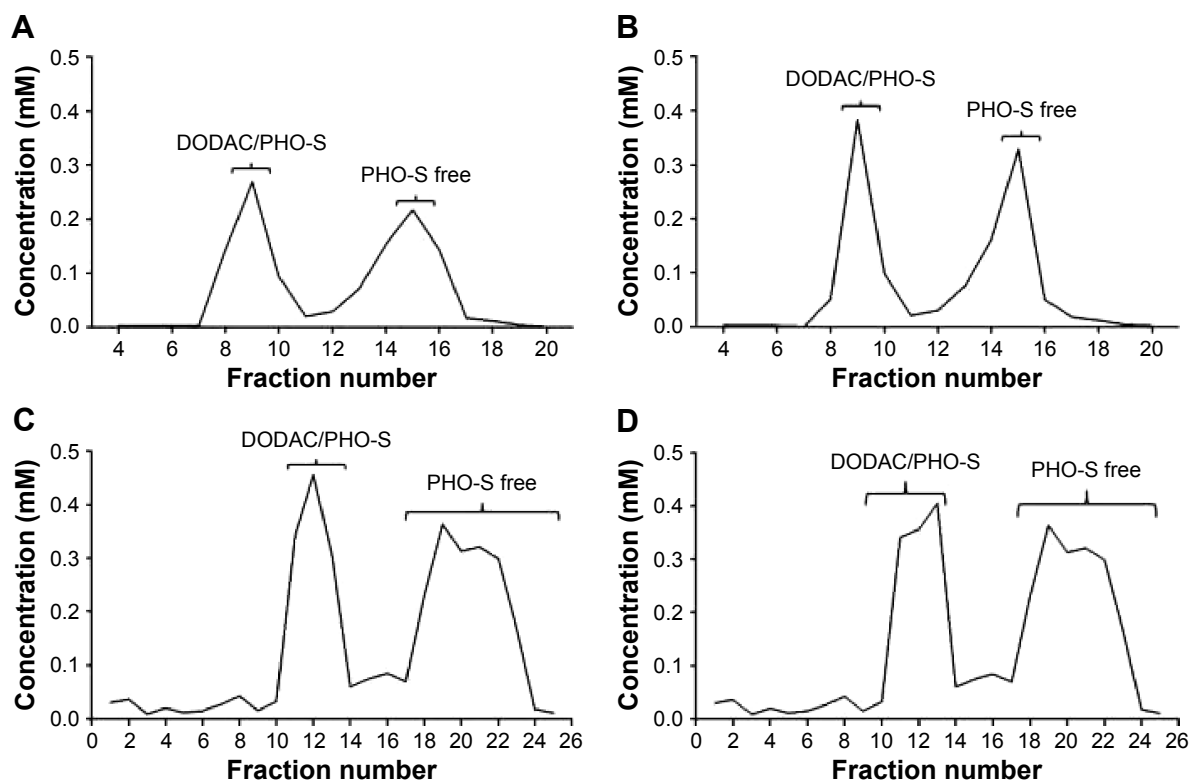 A
Concentration (mM)
0.5
0.4
0.3
0.2
0.1
0.0
DODAC/PHO-S
PHO-S free
4 6 8 10 12 14 16 18 20
Fraction number
B
Concentration (mM)
0.5
0.4
0.3
0.2
0.1
0.0
DODAC/PHO-S
PHO-S free
4 6 8 10 12 14 16 18 20
Fraction number
C
Concentration (mM)
0.5
0.4
0.3
0.2
0.1
0.0
DODAC/PHO-S
PHO-S free
0 2 4 6 8 10 12 14 16 18 20 22 24 26
Fraction number
D
Concentration (mM)
0.5
0.4
0.3
0.2
0.1
0.0
DODAC/PHO-S
PHO-S free
0 2 4 6 8 10 12 14 16 18 20 22 24 26
Fraction number